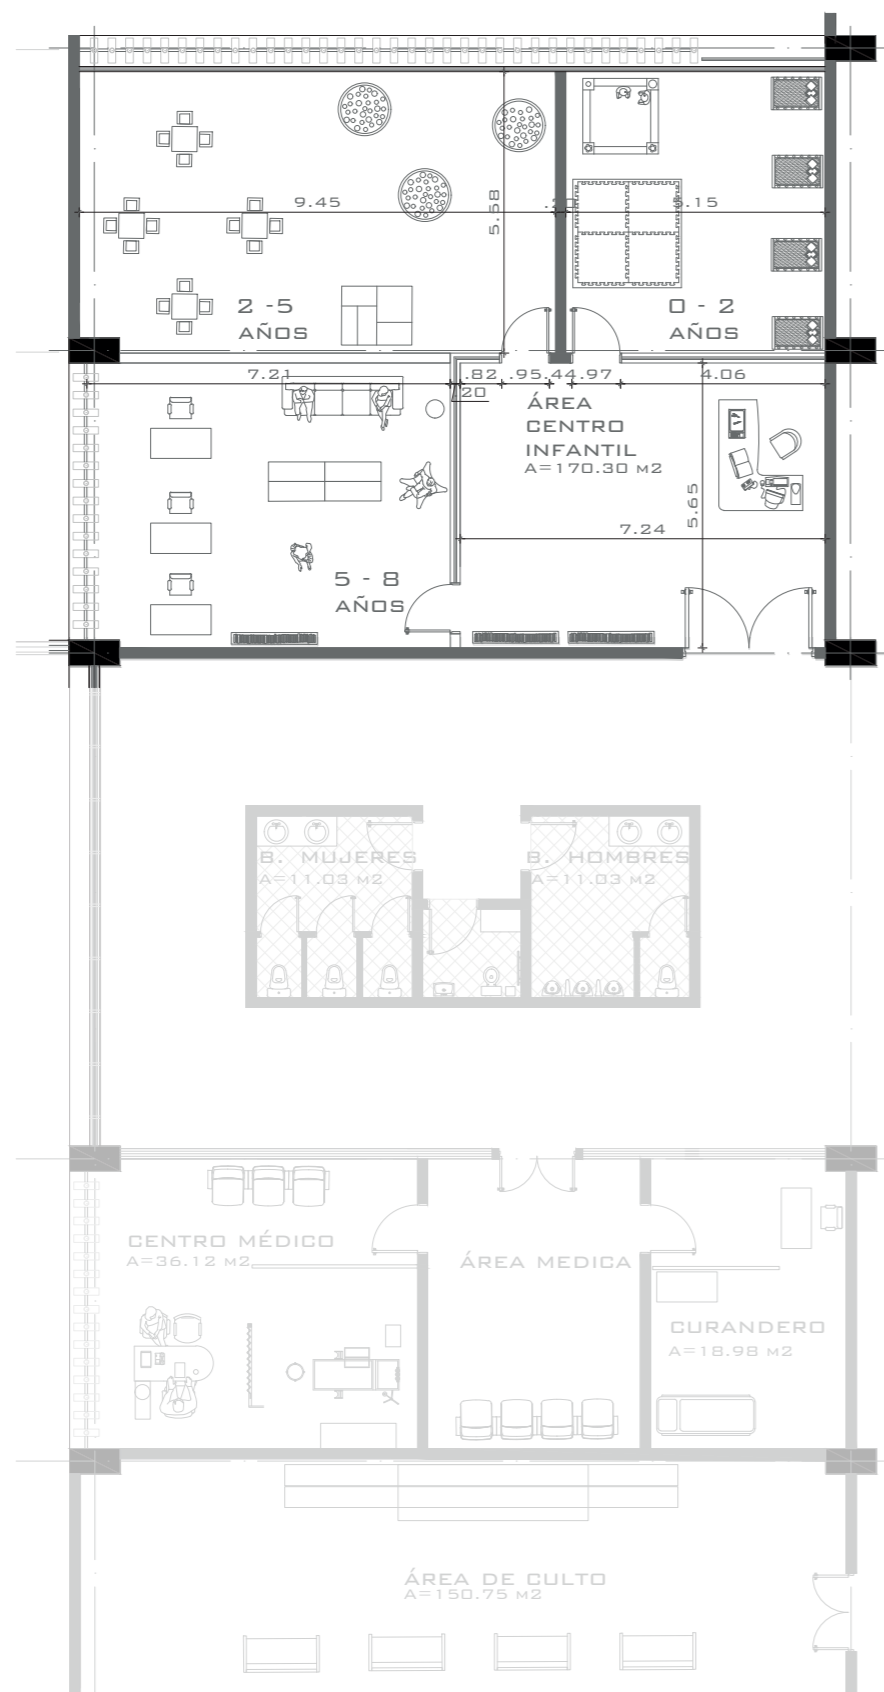 9.45
.20
5.15
5.58
2 -5
AÑOS
0 - 2
AÑOS
7.21
.82 .95 .44 .97
4.06
.20
ÁREA
CENTRO
INFANTIL
A=170.30 M2
5.65
7.24
5 - 8
AÑOS
B. MUJERES
A=11.03 M2
B. HOMBRES
A=11.03 M2
CENTRO MÉDICO
A=36.12 M2
ÁREA MEDICA
CURANDERO
A=18.98 M2
ÁREA DE CULTO
A=150.75 M2